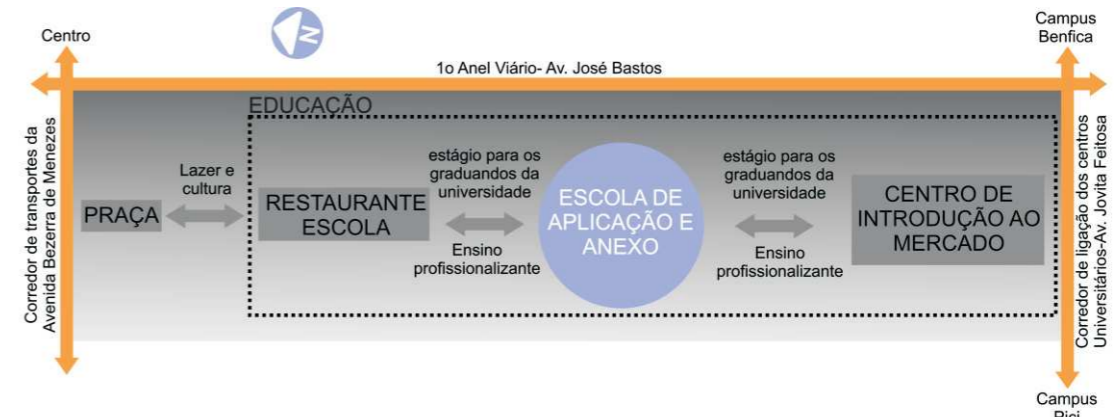 Centro
N
Campus
Benfica
1o Anel Viário- Av. José Bastos
Corredor de transportes da
Avenida Bezerra de Menezes
EDUCAÇÃO
PRAÇA
Lazer e
cultura
RESTAURANTE
ESCOLA
estágio para os
graduandos da
universidade
Ensino
profissionalizante
ESCOLA DE
APLICAÇÃO E
ANEXO
estágio para os
graduandos da
universidade
Ensino
profissionalizante
CENTRO DE
INTRODUÇÃO AO
MERCADO
Corredor de ligação dos centros
Universitários-Av. Jovita Feitosa
Campus
Pici